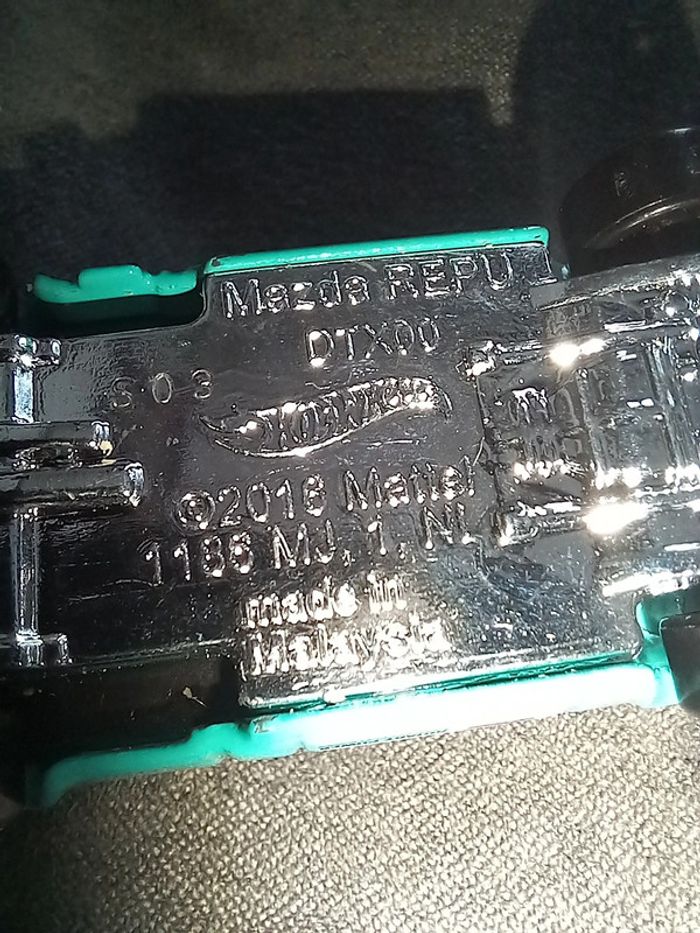 Mazda REPU
DTX00
S03
HOT WHEELS
©2016 Mattel
1186 MJ, 1, NL
made in
Malaysia